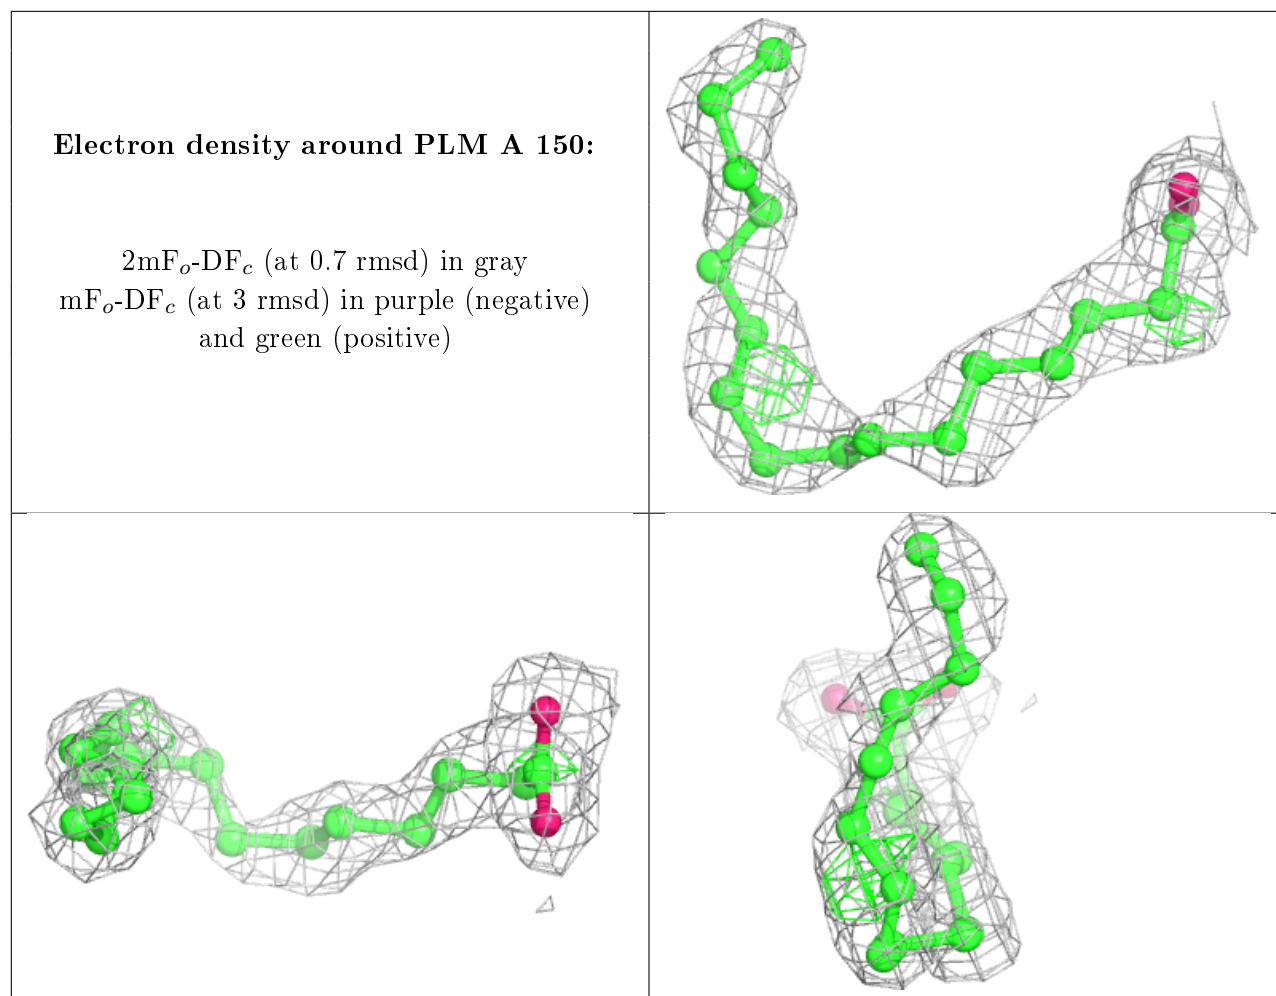 Electron density around PLM A 150:
2mFₒ-DF𝒸 (at 0.7 rmsd) in gray
mFₒ-DF𝒸 (at 3 rmsd) in purple (negative)
and green (positive)